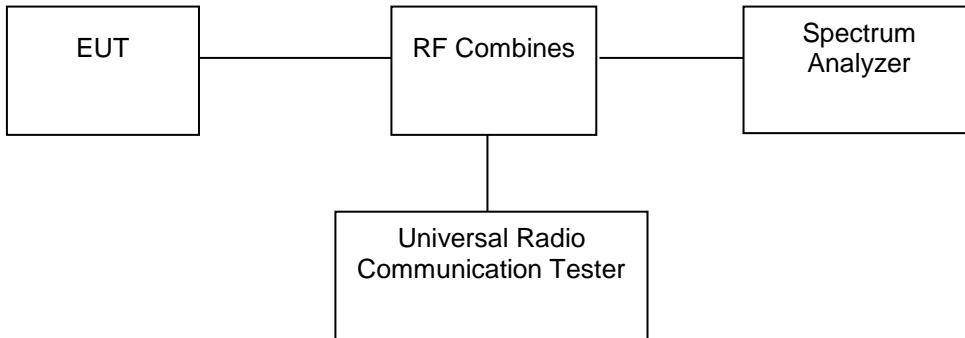 EUT
RF Combines
Spectrum
Analyzer
Universal Radio
Communication Tester